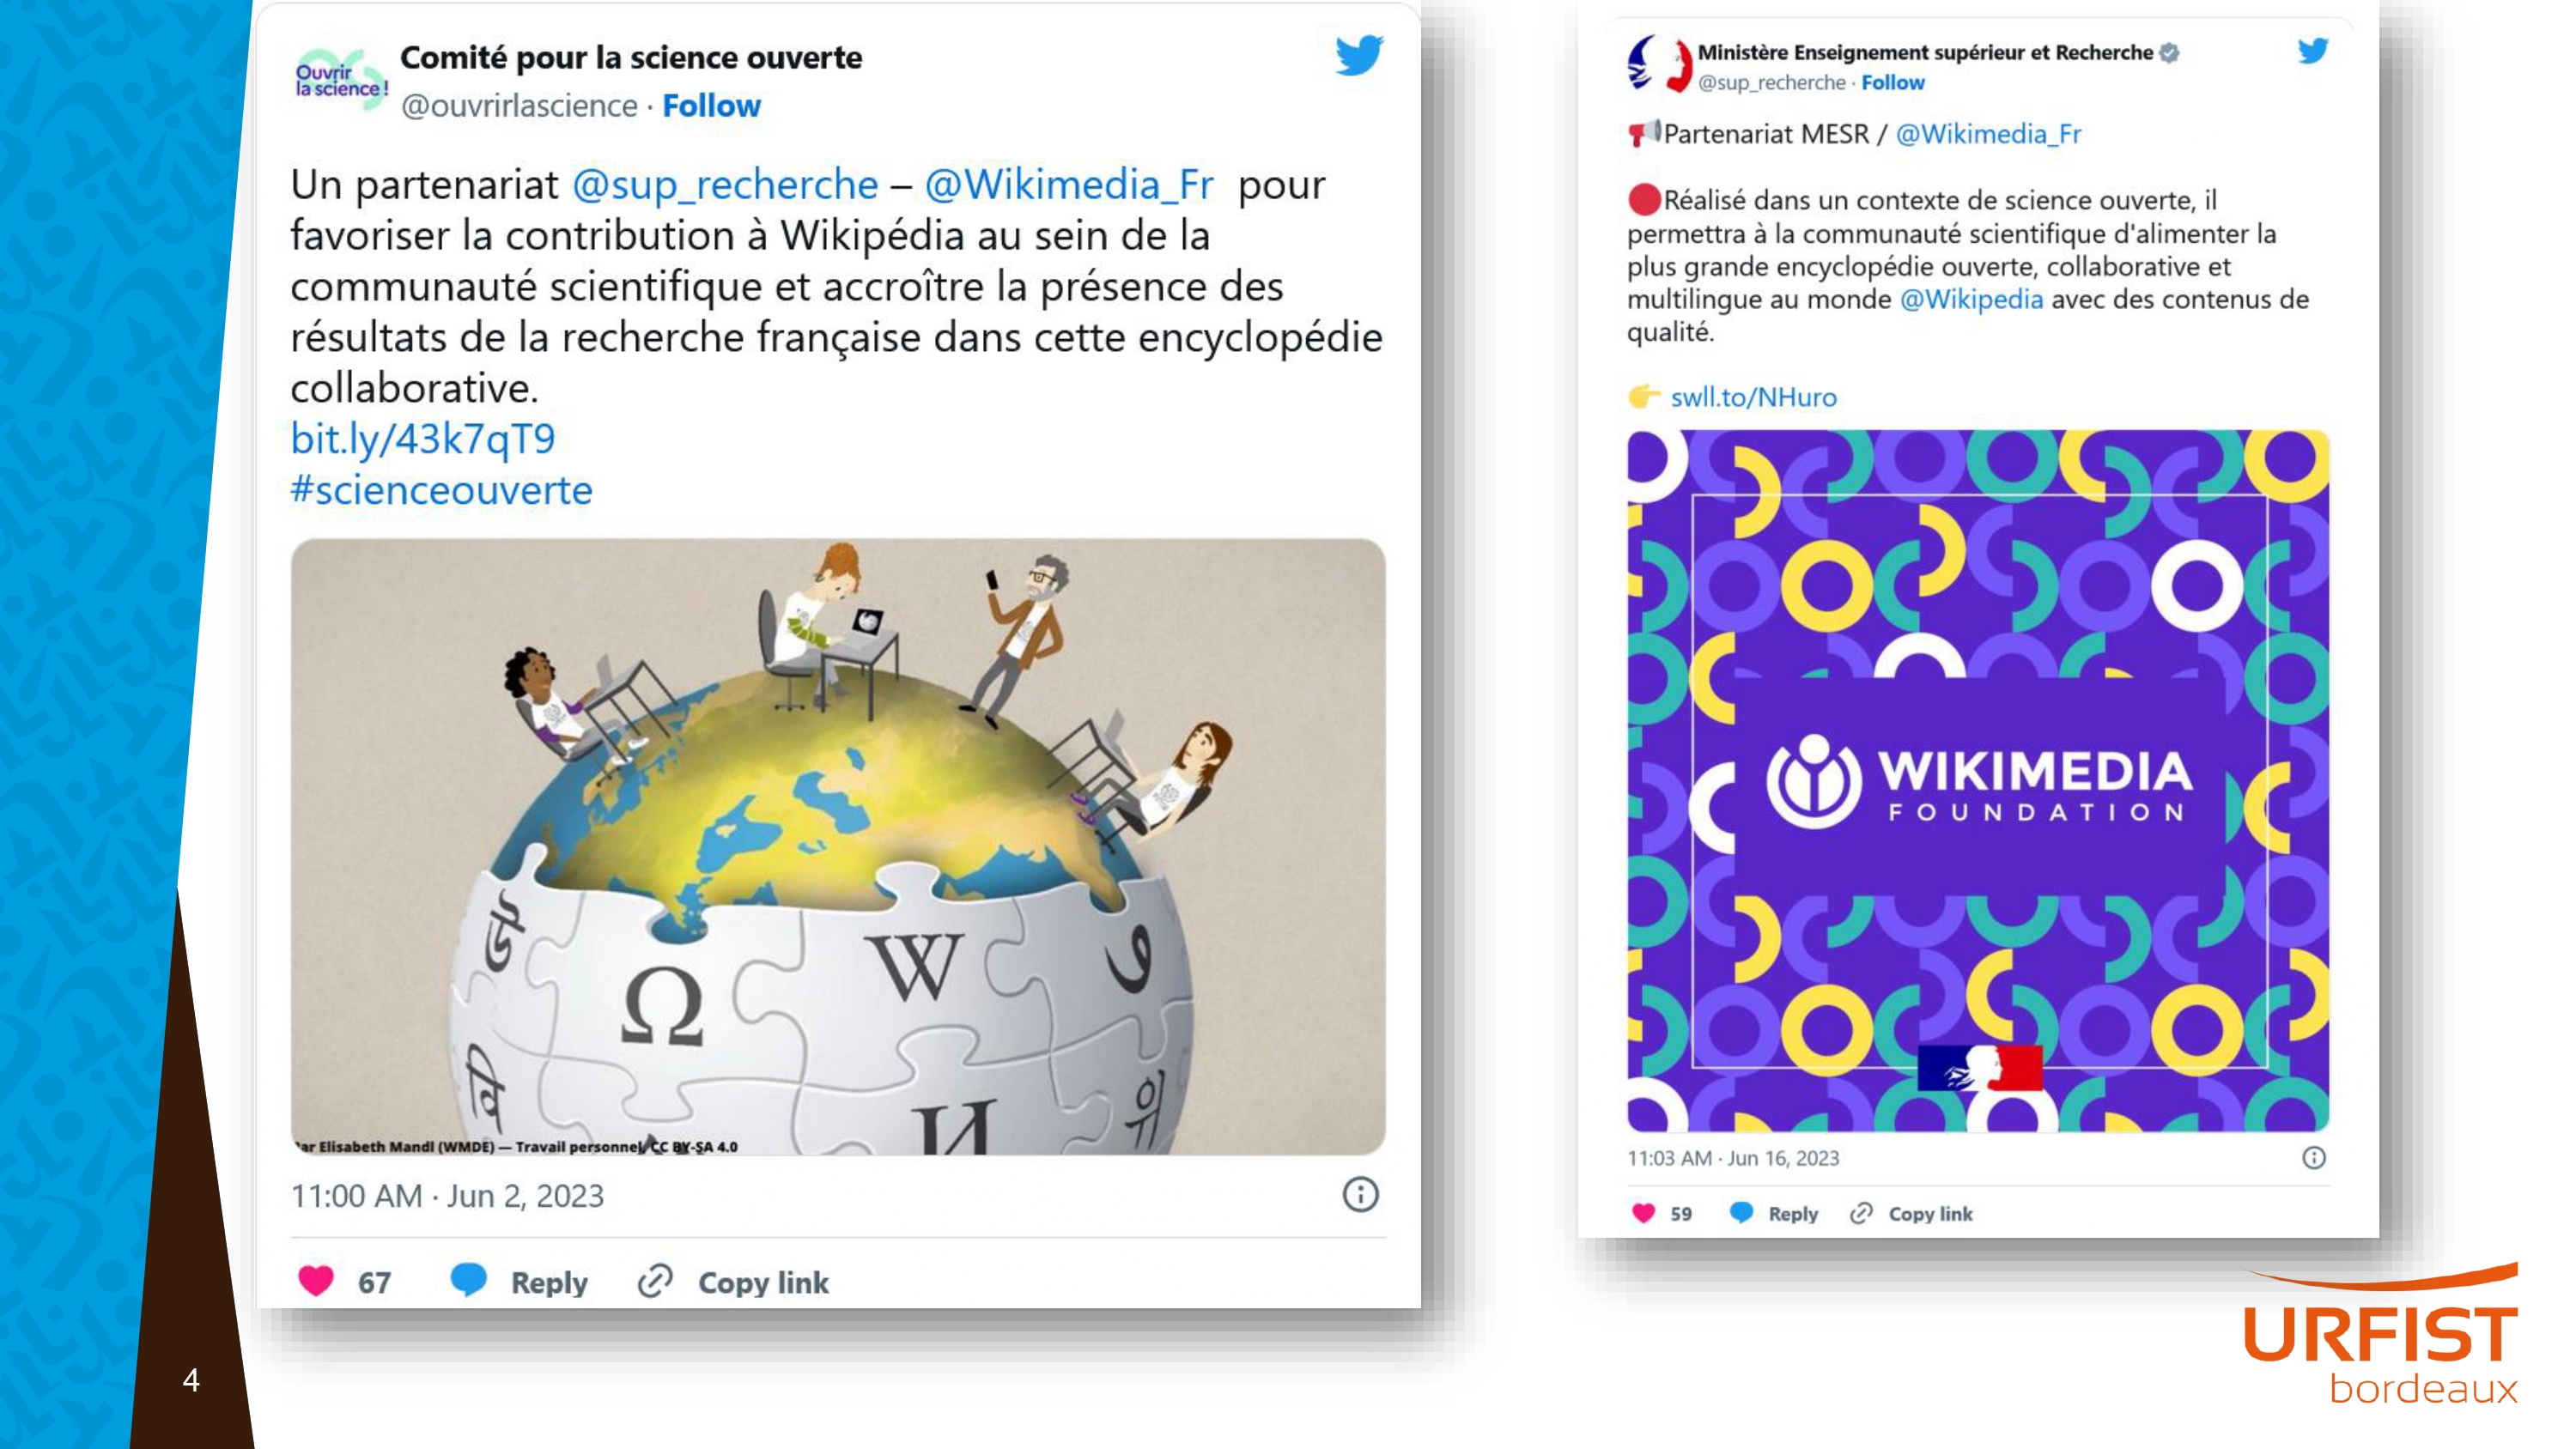 Ouvrir
la science !
Comité pour la science ouverte
@ouvrirlascience · Follow
Un partenariat @sup_recherche – @Wikimedia_Fr pour
favoriser la contribution à Wikipédia au sein de la
communauté scientifique et accroître la présence des
résultats de la recherche française dans cette encyclopédie
collaborative.
bit.ly/43k7qT9
#scienceouverte
Ω
W
و
वि
И
ar Elisabeth Mandl (WMDE) — Travail personnel, CC BY-SA 4.0
11:00 AM · Jun 2, 2023
67 Reply Copy link
Ministère Enseignement supérieur et Recherche
@sup_recherche · Follow
Partenariat MESR / @Wikimedia_Fr
Réalisé dans un contexte de science ouverte, il
permettra à la communauté scientifique d'alimenter la
plus grande encyclopédie ouverte, collaborative et
multilingue au monde @Wikipedia avec des contenus de
qualité.
swll.to/NHuro
WIKIMEDIA
FOUNDATION
11:03 AM · Jun 16, 2023
59 Reply Copy link
URFIST
bordeaux
4